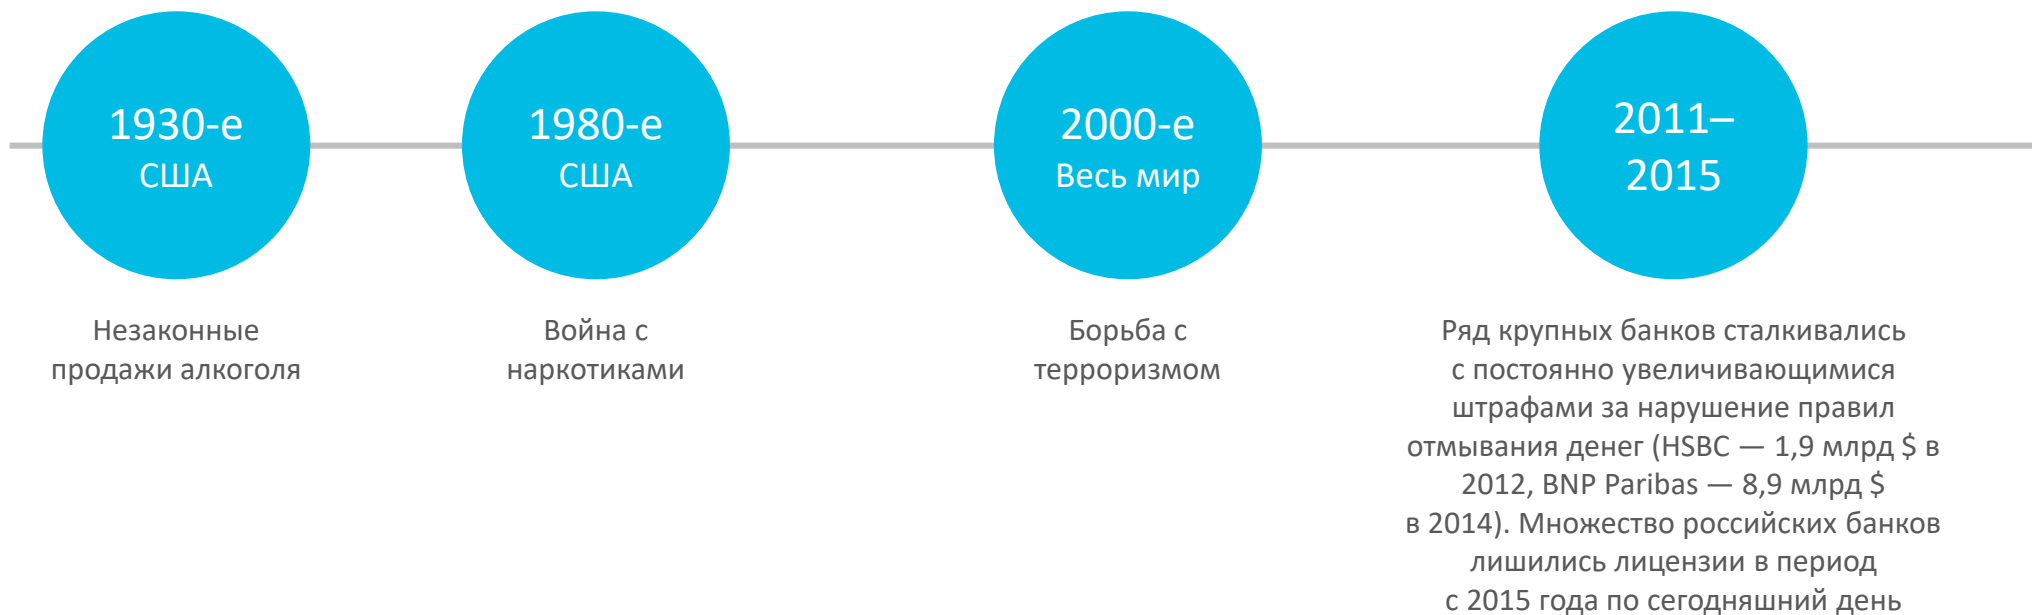 1930-е
США
Незаконные
продажи алкоголя
1980-е
США
Война с
наркотиками
2000-е
Весь мир
Борьба с
терроризмом
2011–
2015
Ряд крупных банков сталкивались
с постоянно увеличивающимися
штрафами за нарушение правил
отмывания денег (HSBC — 1,9 млрд $ в
2012, BNP Paribas — 8,9 млрд $
в 2014). Множество российских банков
лишились лицензии в период
с 2015 года по сегодняшний день